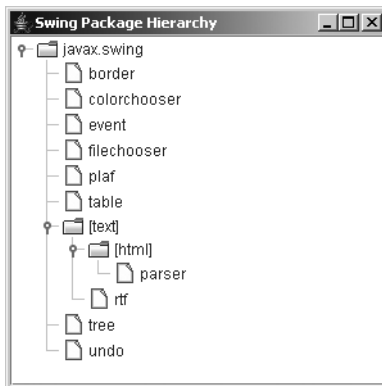 Swing Package Hierarchy
javax.swing
border
colorchooser
event
filechooser
plaf
table
[text]
[html]
parser
rtf
tree
undo